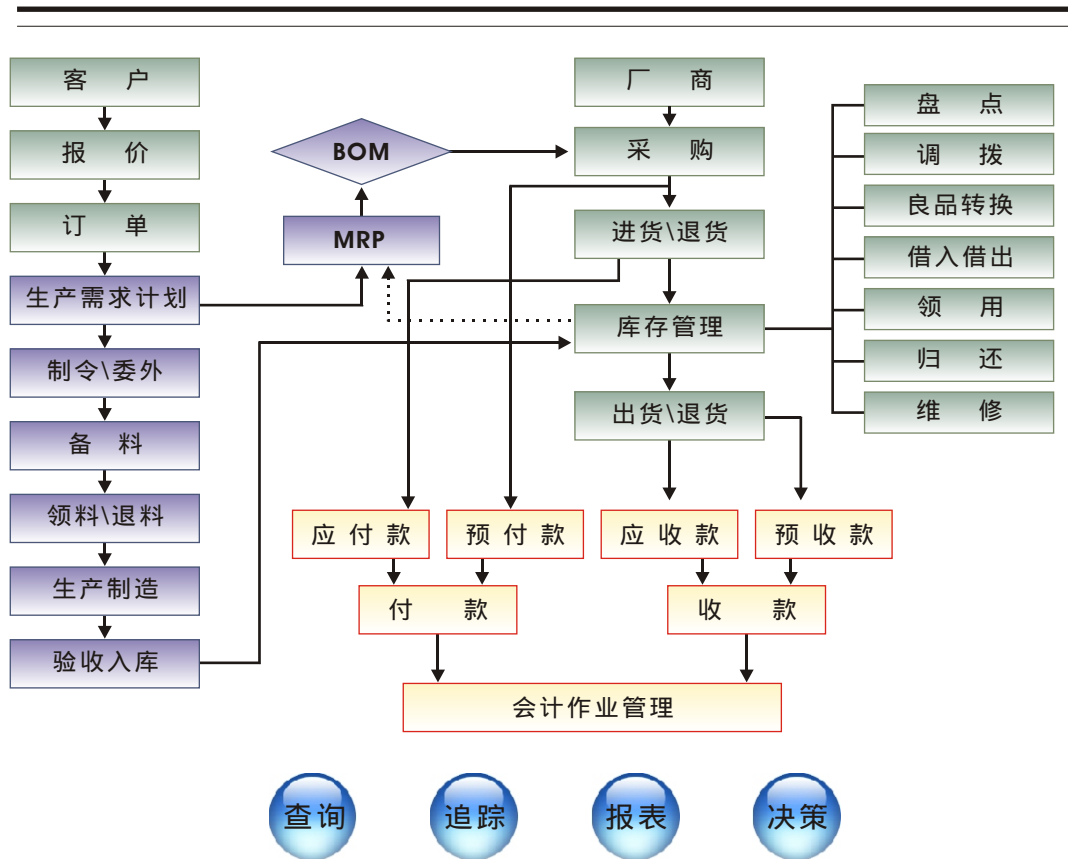 客 户
报 价
订 单
生产需求计划
制令\委外
备 料
领料\退料
生产制造
验收入库
BOM
MRP
厂 商
采 购
进货\退货
库存管理
出货\退货
盘 点
调 拨
良品转换
借入借出
领 用
归 还
维 修
应 付 款
预 付 款
应 收 款
预 收 款
付 款
收 款
会计作业管理
查询
追踪
报表
决策